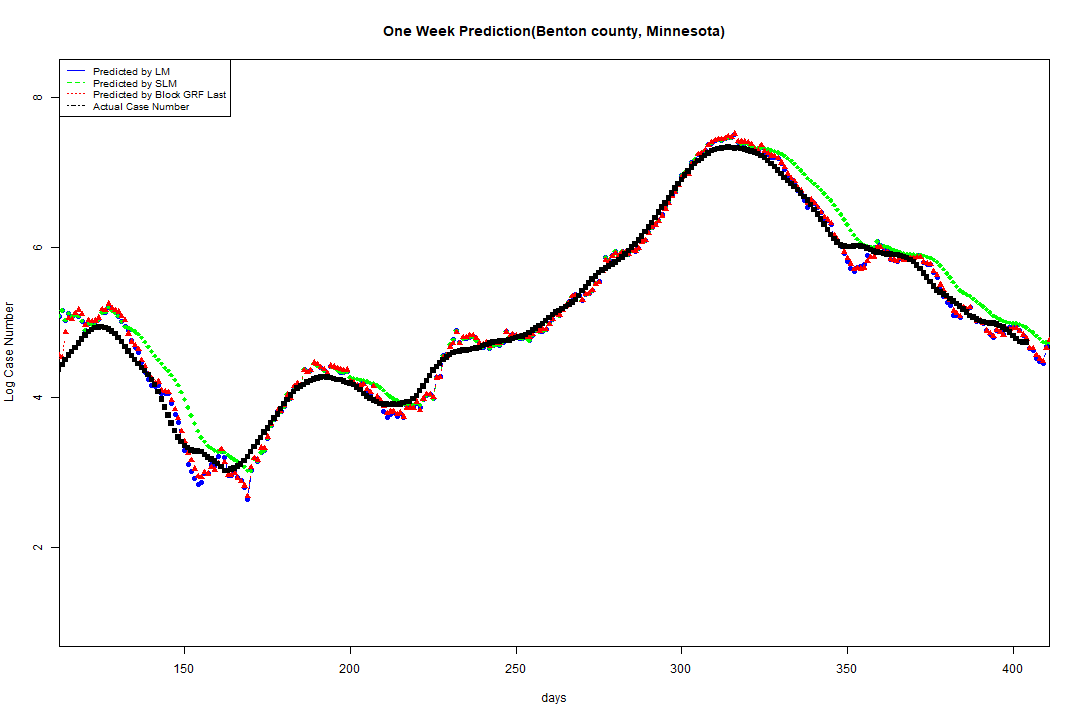 One Week Prediction(Benton county, Minnesota)
Predicted by LM
Predicted by SLM
Predicted by Block GRF Last
Actual Case Number
8
6
4
2
Log Case Number
150 200 250 300 350 400
days